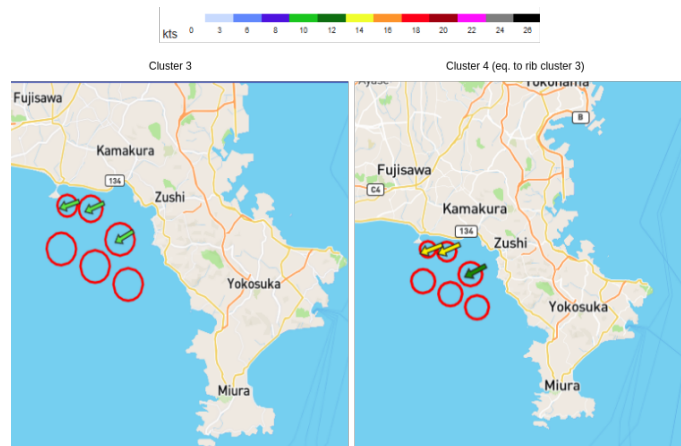 kts 0 3 6 8 10 12 14 16 18 20 22 24 26
Cluster 3
Cluster 4 (eq. to rib cluster 3)
Fujisawa
Kamakura
134
Zushi
Yokosuka
Miura
Ayase
Yokohama
B
Fujisawa
C4
Kamakura
134
Zushi
Yokosuka
Miura